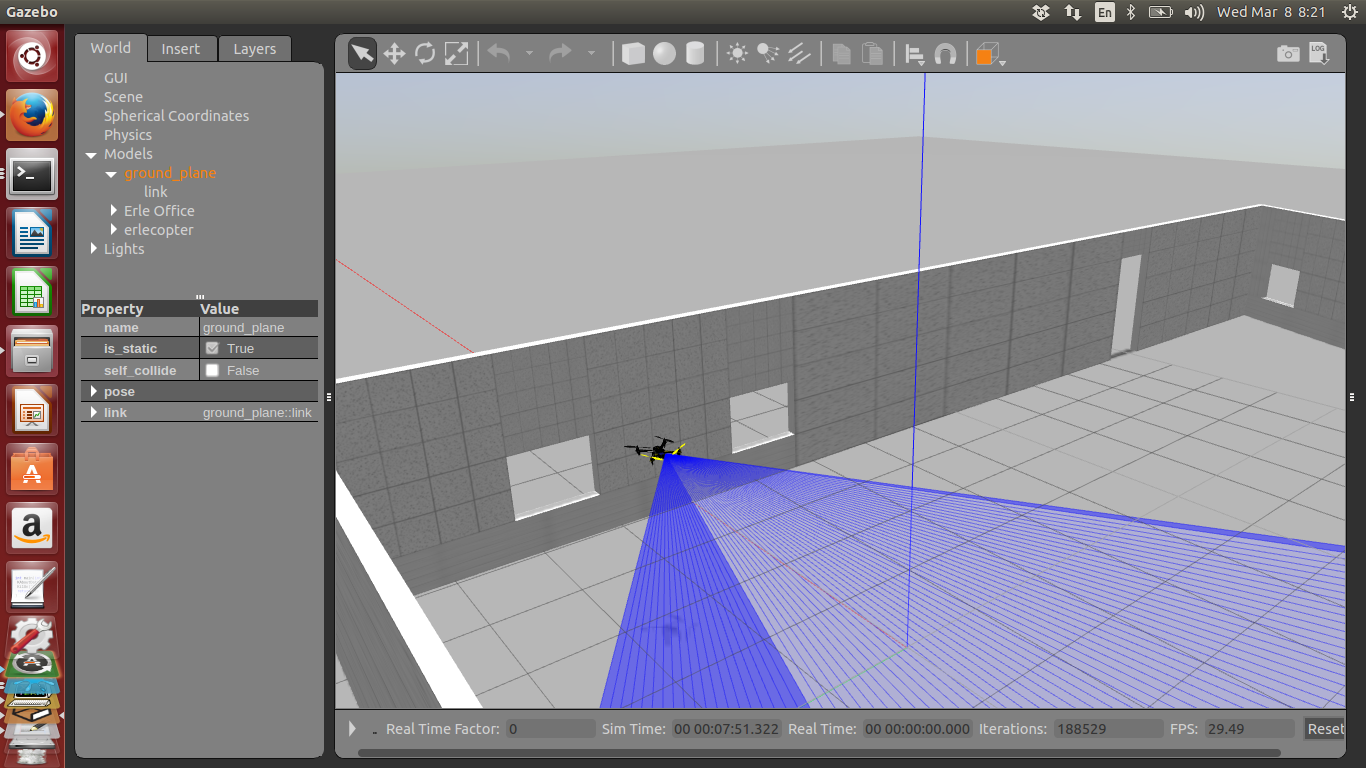 Gazebo
En
Wed Mar 8 8:21
World Insert Layers
GUI
Scene
Spherical Coordinates
Physics
Models
ground_plane
link
Erle Office
erlecopter
Lights
Property Value
name ground_plane
is_static True
self_collide False
pose
link ground_plane::link
LOG
Real Time Factor: 0 Sim Time: 00 00:07:51.322 Real Time: 00 00:00:00.000 Iterations: 188529 FPS: 29.49 Reset